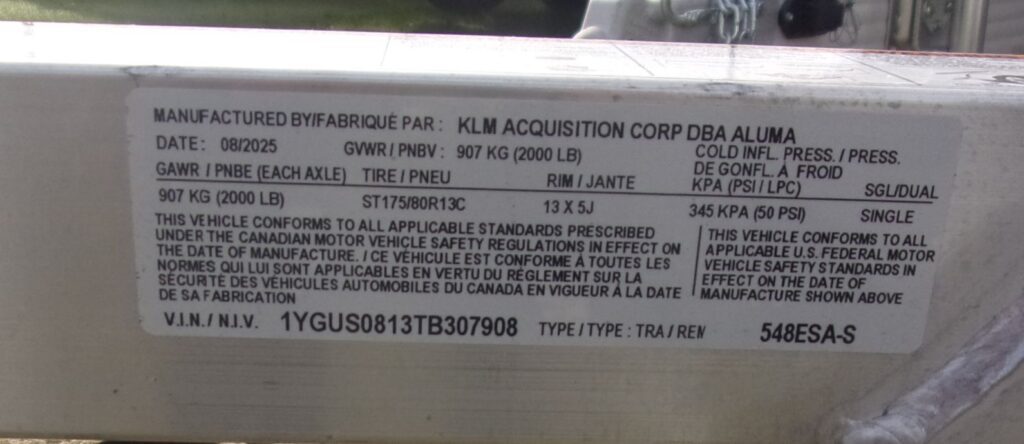 MANUFACTURED BY/FABRIQUÉ PAR : KLM ACQUISITION CORP DBA ALUMA
DATE: 08/2025 GVWR / PNBV : 907 KG (2000 LB) COLD INFL. PRESS. / PRESS.
DE GONFL. À FROID
GAWR / PNBE (EACH AXLE) TIRE / PNEU RIM / JANTE KPA (PSI / LPC) SGL/DUAL
907 KG (2000 LB) ST175/80R13C 13 X 5J 345 KPA (50 PSI) SINGLE
THIS VEHICLE CONFORMS TO ALL APPLICABLE STANDARDS PRESCRIBED
UNDER THE CANADIAN MOTOR VEHICLE SAFETY REGULATIONS IN EFFECT ON
THE DATE OF MANUFACTURE. / CE VÉHICULE EST CONFORME À TOUTES LES
NORMES QUI LUI SONT APPLICABLES EN VERTU DU RÉGLEMENT SUR LA
SÉCURITÉ DES VÉHICULES AUTOMOBILES DU CANADA EN VIGUEUR À LA DATE
DE SA FABRICATION
THIS VEHICLE CONFORMS TO ALL
APPLICABLE U.S. FEDERAL MOTOR
VEHICLE SAFETY STANDARDS IN
EFFECT ON THE DATE OF
MANUFACTURE SHOWN ABOVE
V.I.N. / N.I.V. 1YGUS0813TB307908 TYPE / TYPE : TRA / REM 548ESA-S